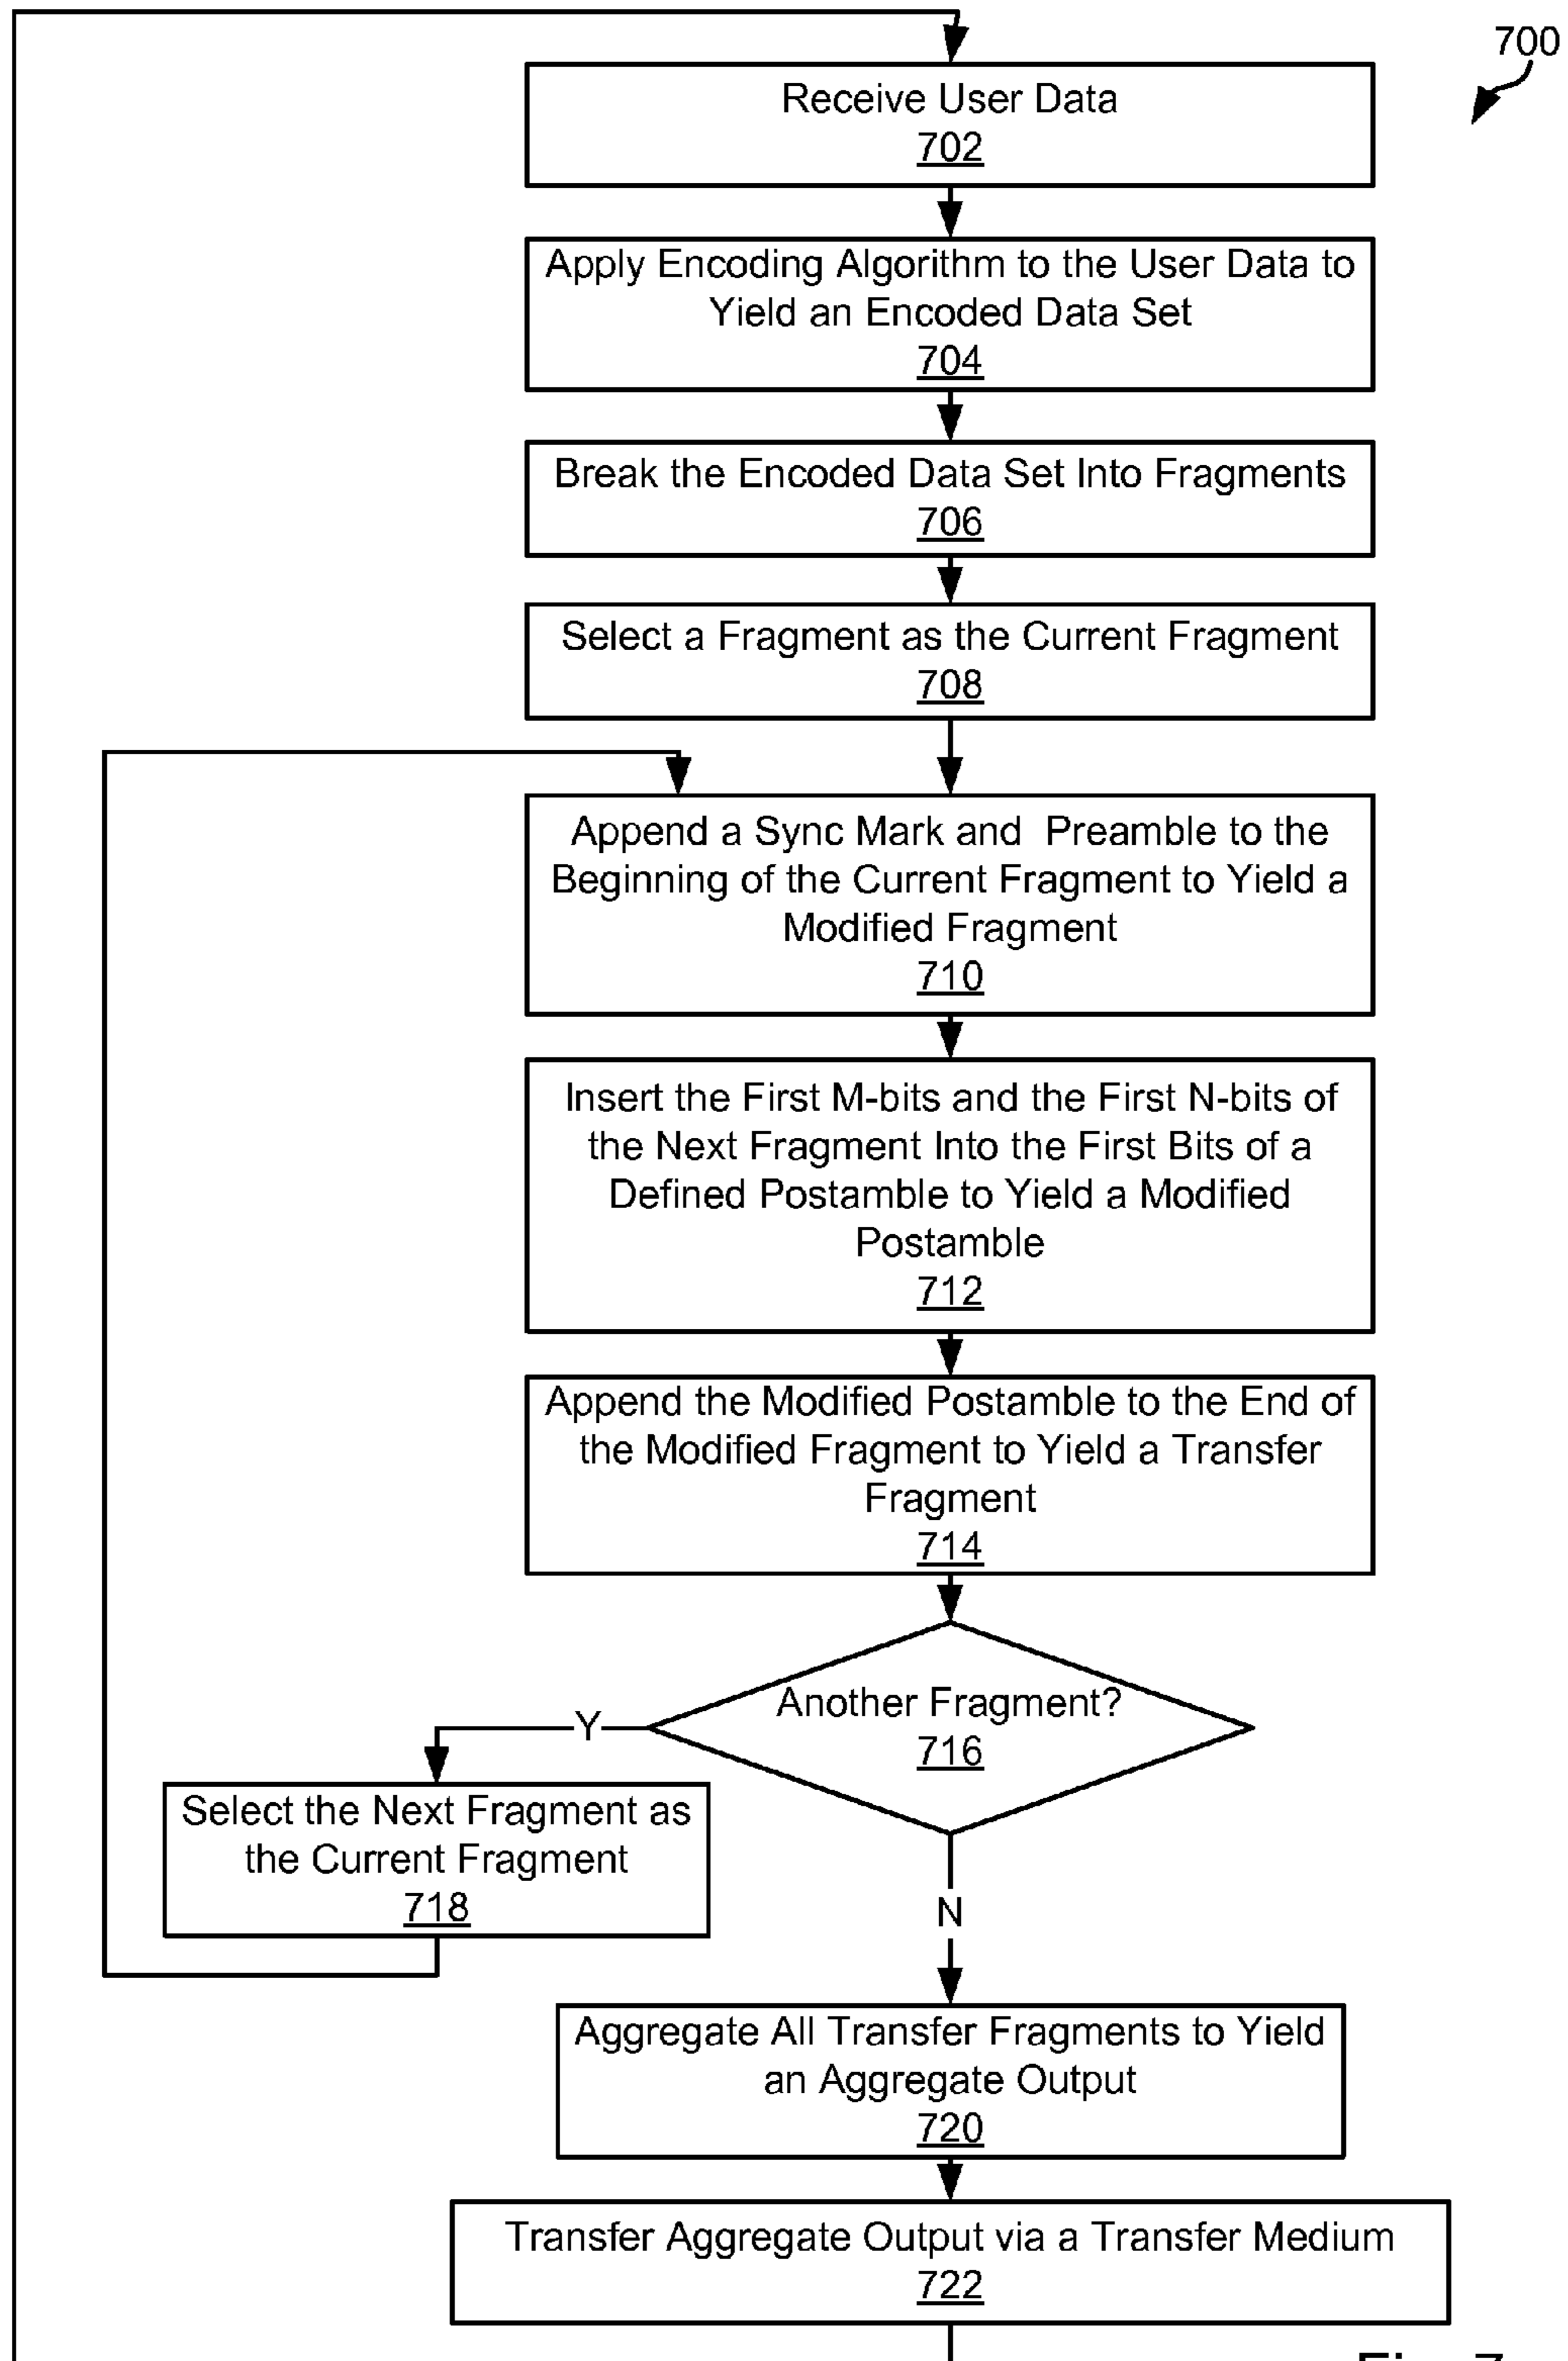 700
Receive User Data
702
Apply Encoding Algorithm to the User Data to
Yield an Encoded Data Set
704
Break the Encoded Data Set Into Fragments
706
Select a Fragment as the Current Fragment
708
Append a Sync Mark and Preamble to the
Beginning of the Current Fragment to Yield a
Modified Fragment
710
Insert the First M-bits and the First N-bits of
the Next Fragment Into the First Bits of a
Defined Postamble to Yield a Modified
Postamble
712
Append the Modified Postamble to the End of
the Modified Fragment to Yield a Transfer
Fragment
714
Another Fragment?
716
Y
Select the Next Fragment as
the Current Fragment
718
N
Aggregate All Transfer Fragments to Yield
an Aggregate Output
720
Transfer Aggregate Output via a Transfer Medium
722